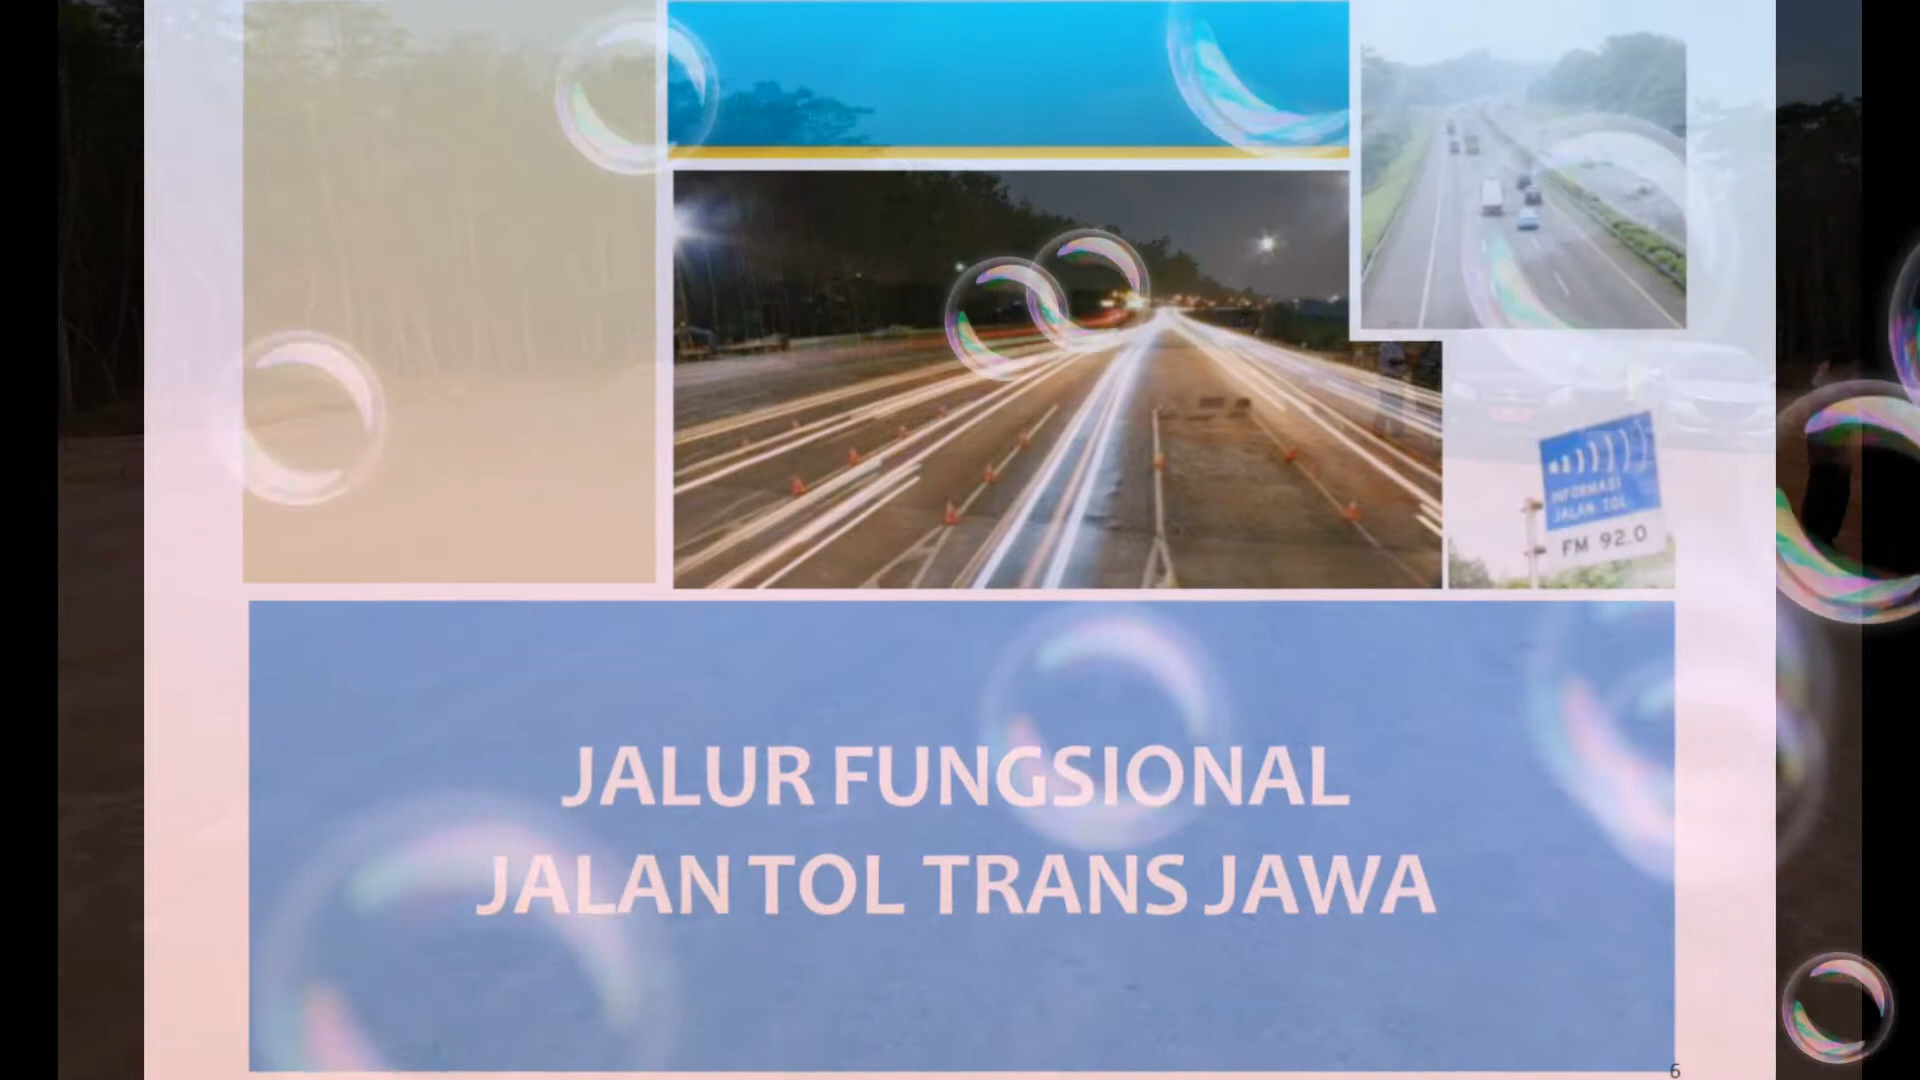 INFORMASI
JALAN TOL
FM 92.0
JALUR FUNGSIONAL
JALAN TOL TRANS JAWA
6